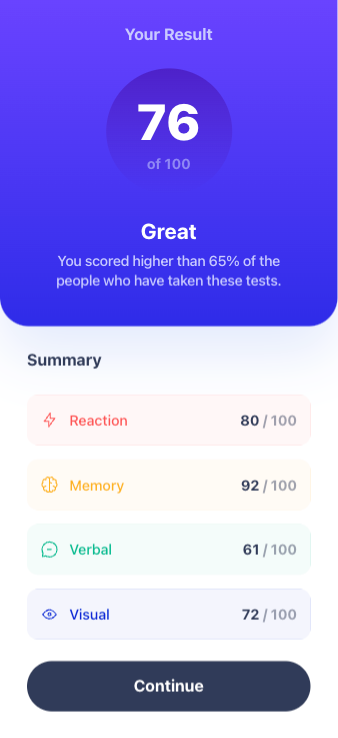 Your Result
76
of 100
Great
You scored higher than 65% of the
people who have taken these tests.
Summary
Reaction 80 / 100
Memory 92 / 100
Verbal 61 / 100
Visual 72 / 100
Continue